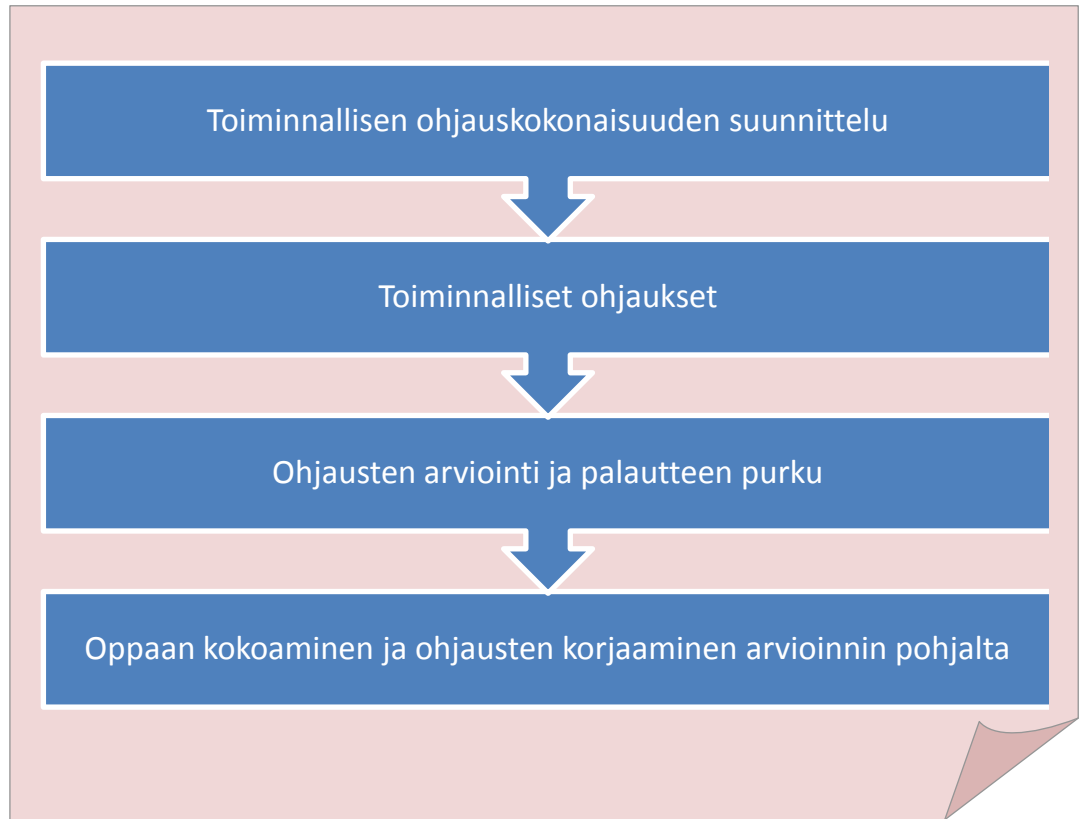 Toiminnallisen ohjauskokonaisuuden suunnittelu
Toiminnalliset ohjaukset
Ohjausten arviointi ja palautteen purku
Oppaan kokoaminen ja ohjausten korjaaminen arvioinnin pohjalta